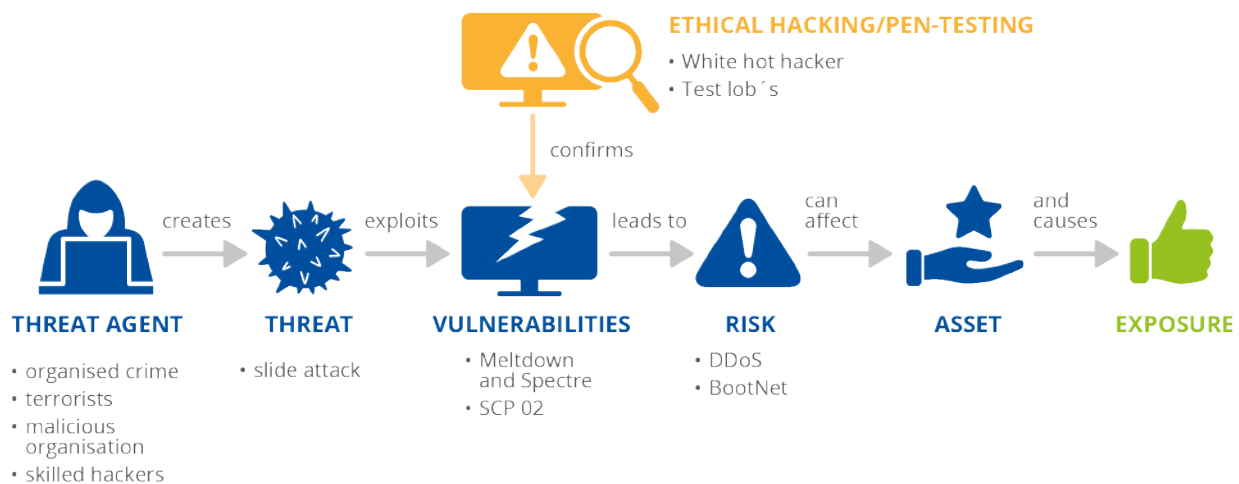 ETHICAL HACKING/PEN-TESTING
• White hot hacker
• Test lob´s
confirms
creates
exploits
leads to
can
affect
and
causes
THREAT AGENT
• organised crime
• terrorists
• malicious
organisation
• skilled hackers
THREAT
• slide attack
VULNERABILITIES
• Meltdown
and Spectre
• SCP 02
RISK
• DDoS
• BootNet
ASSET
EXPOSURE